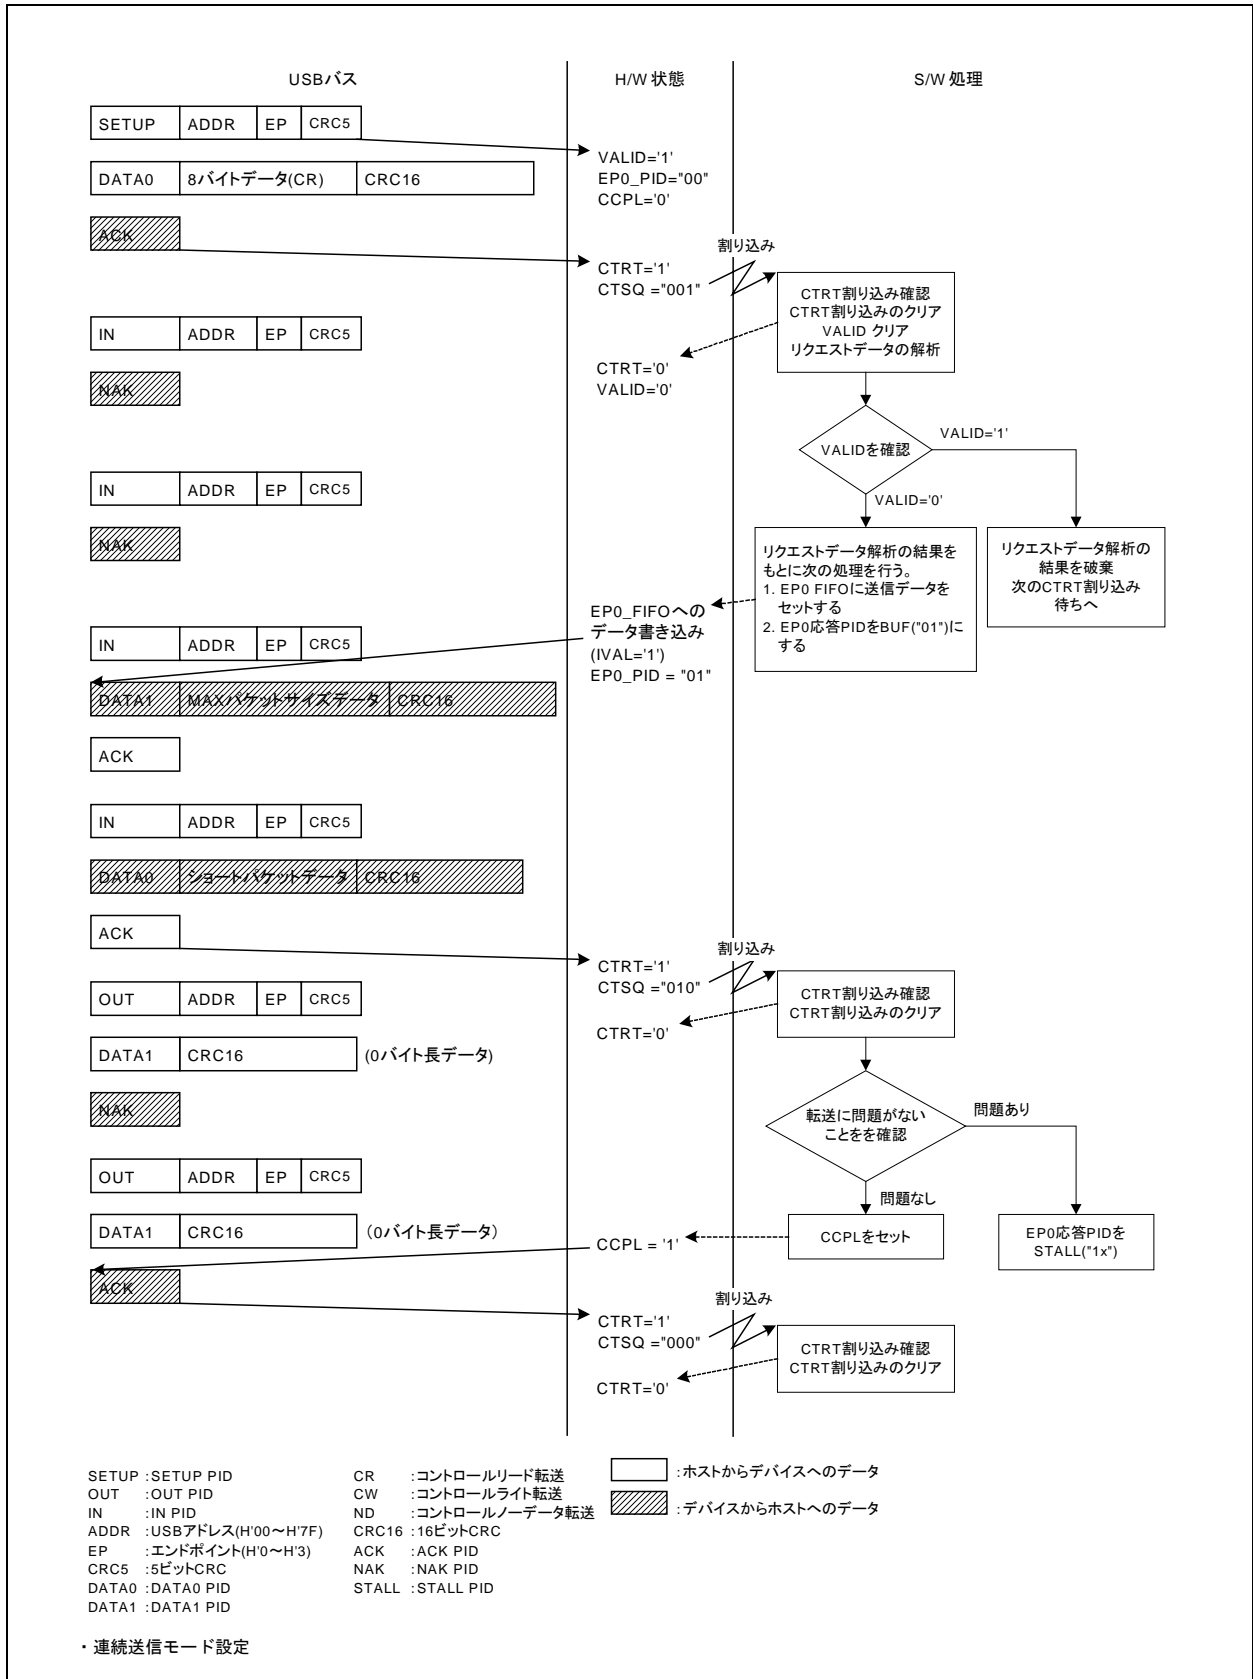 USBバス
H/W 状態
S/W 処理
SETUP ADDR EP CRC5
VALID='1'
EP0_PID="00"
CCPL='0'
DATA0 8バイトデータ(CR) CRC16
ACK
割り込み
CTRT='1'
CTSQ ="001"
CTRT割り込み確認
CTRT割り込みのクリア
VALID クリア
リクエストデータの解析
IN ADDR EP CRC5
CTRT='0'
VALID='0'
NAK
VALIDを確認
VALID='1'
VALID='0'
IN ADDR EP CRC5
NAK
リクエストデータ解析の結果を
もとに次の処理を行う。
1. EP0 FIFOに送信データを
セットする
2. EP0応答PIDをBUF("01")に
する
リクエストデータ解析の
結果を破棄
次のCTRT割り込み
待ちへ
EP0_FIFOへの
データ書き込み
(IVAL='1')
EP0_PID = "01"
IN ADDR EP CRC5
DATA1 MAXパケットサイズデータ CRC16
ACK
IN ADDR EP CRC5
DATA0 ショートパケットデータ CRC16
ACK
割り込み
CTRT='1'
CTSQ ="010"
CTRT割り込み確認
CTRT割り込みのクリア
OUT ADDR EP CRC5
CTRT='0'
DATA1 CRC16 (0バイト長データ)
NAK
転送に問題がない
ことをを確認
問題あり
問題なし
OUT ADDR EP CRC5
DATA1 CRC16 (0バイト長データ)
CCPL = '1'
CCPLをセット
EP0応答PIDを
STALL("1x")
ACK
割り込み
CTRT='1'
CTSQ ="000"
CTRT割り込み確認
CTRT割り込みのクリア
CTRT='0'
SETUP :SETUP PID
OUT :OUT PID
IN :IN PID
ADDR :USBアドレス(H'00～H'7F)
EP :エンドポイント(H'0～H'3)
CRC5 :5ビットCRC
DATA0 :DATA0 PID
DATA1 :DATA1 PID
CR :コントロールリード転送
CW :コントロールライト転送
ND :コントロールノーデータ転送
CRC16 :16ビットCRC
ACK :ACK PID
NAK :NAK PID
STALL :STALL PID
:ホストからデバイスへのデータ
:デバイスからホストへのデータ
・連続送信モード設定